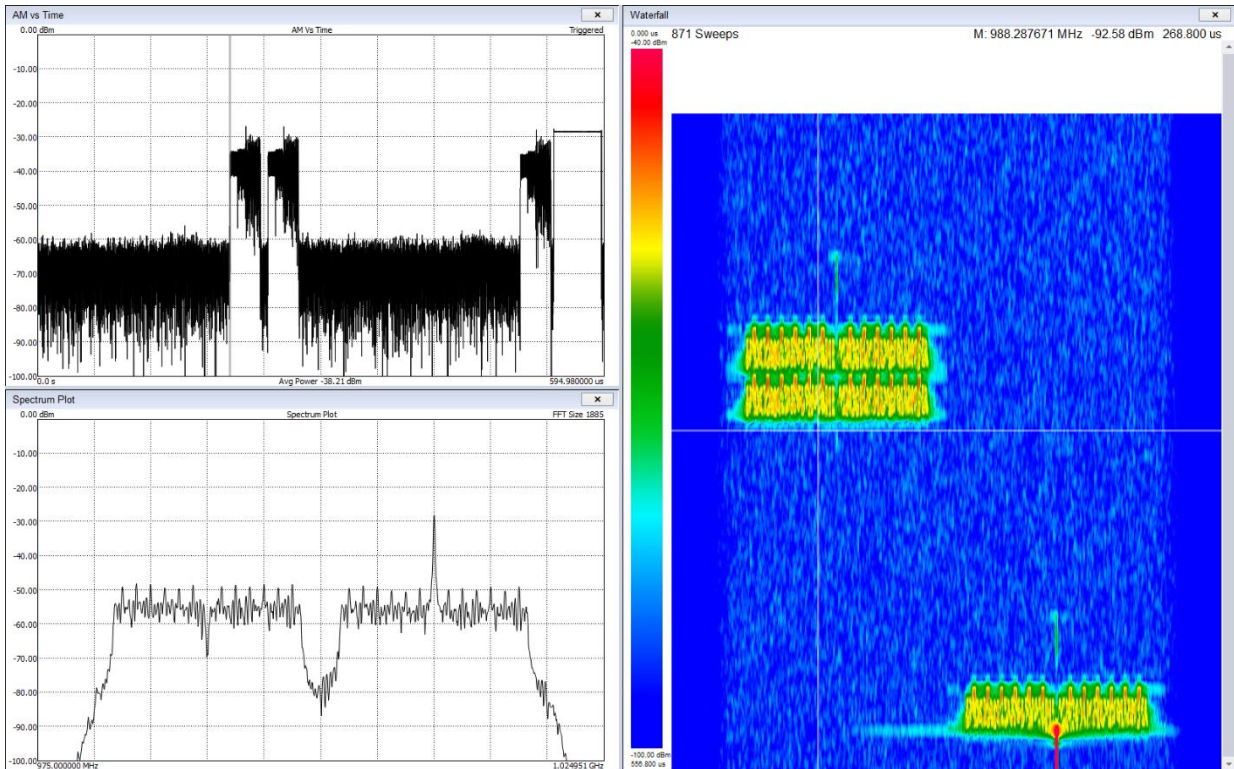 AM vs Time
0.00 dBm AM Vs Time Triggered
-10.00
-20.00
-30.00
-40.00
-50.00
-60.00
-70.00
-80.00
-90.00
-100.00
0.0 s Avg Power -38.21 dBm 594.980000 us
Spectrum Plot
0.00 dBm Spectrum Plot FFT Size 1885
-10.00
-20.00
-30.00
-40.00
-50.00
-60.00
-70.00
-80.00
-90.00
-100.00
975.000000 MHz 1.024951 GHz
Waterfall
0.000 us
-40.00 dBm
871 Sweeps M: 988.287671 MHz -92.58 dBm 268.800 us
-100.00 dBm
556.800 us